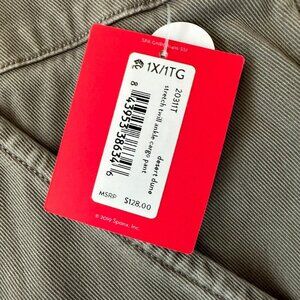 1X/1TG
20311T
stretch twill ankle cargo pant
desert dune
8 43953 38634 6
MSRP $128.00
© 2019 Spanx, Inc.